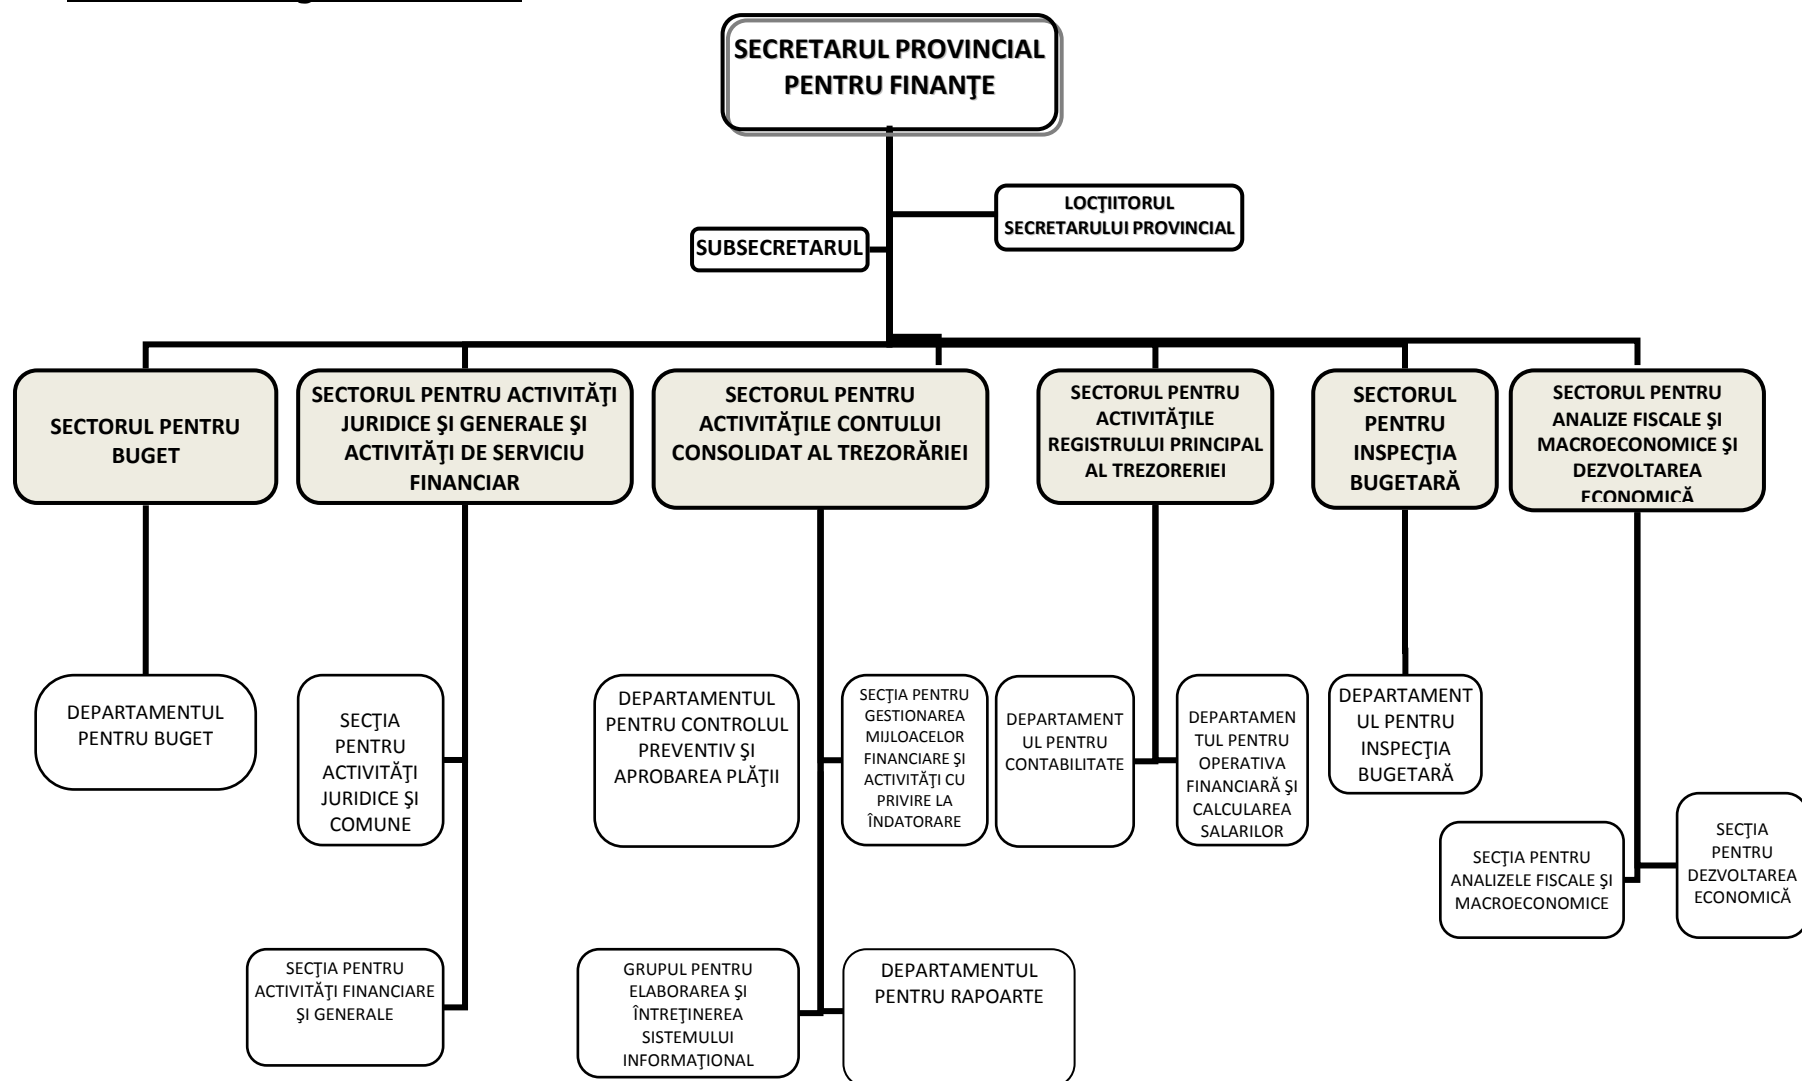 SECRETARUL PROVINCIAL
PENTRU FINANŢE
LOCŢIITORUL
SECRETARULUI PROVINCIAL
SUBSECRETARUL
SECTORUL PENTRU
BUGET
SECTORUL PENTRU ACTIVITĂŢI
JURIDICE ŞI GENERALE ŞI
ACTIVITĂŢI DE SERVICIU
FINANCIAR
SECTORUL PENTRU
ACTIVITĂŢILE CONTULUI
CONSOLIDAT AL TREZORĂRIEI
SECTORUL PENTRU
ACTIVITĂŢILE
REGISTRULUI PRINCIPAL
AL TREZORERIEI
SECTORUL
PENTRU
INSPECŢIA
BUGETARĂ
SECTORUL PENTRU
ANALIZE FISCALE ŞI
MACROECONOMICE ŞI
DEZVOLTAREA
ECONOMICĂ
DEPARTAMENTUL
PENTRU BUGET
SECŢIA
PENTRU
ACTIVITĂŢI
JURIDICE ŞI
COMUNE
DEPARTAMENTUL
PENTRU CONTROLUL
PREVENTIV ŞI
APROBAREA PLĂŢII
SECŢIA PENTRU
GESTIONAREA
MIJLOACELOR
FINANCIARE ŞI
ACTIVITĂŢI CU
PRIVIRE LA
ÎNDATORARE
DEPARTAMENT
UL PENTRU
CONTABILITATE
DEPARTAMEN
TUL PENTRU
OPERATIVA
FINANCIARĂ ŞI
CALCULAREA
SALARILOR
DEPARTAMENT
UL PENTRU
INSPECŢIA
BUGETARĂ
SECŢIA PENTRU
ANALIZELE FISCALE ŞI
MACROECONOMICE
SECŢIA
PENTRU
DEZVOLTAREA
ECONOMICĂ
SECŢIA PENTRU
ACTIVITĂŢI FINANCIARE
ŞI GENERALE
GRUPUL PENTRU
ELABORAREA ŞI
ÎNTREŢINEREA
SISTEMULUI
INFORMAŢIONAL
DEPARTAMENTUL
PENTRU RAPOARTE